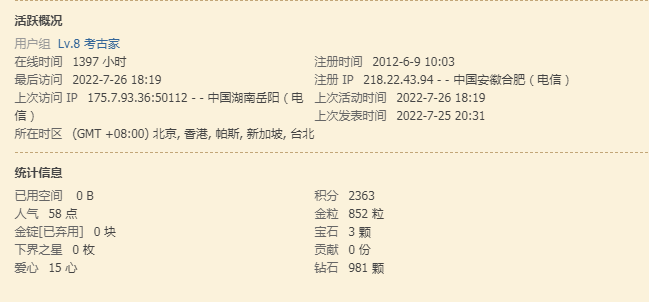 活跃概况
用户组 Lv.8 考古家
在线时间 1397 小时 注册时间 2012-6-9 10:03
最后访问 2022-7-26 18:19 注册 IP 218.22.43.94 - - 中国安徽合肥（电信）
上次访问 IP 175.7.93.36:50112 - - 中国湖南岳阳（电 上次活动时间 2022-7-26 18:19
信） 上次发表时间 2022-7-25 20:31
所在时区 (GMT +08:00) 北京, 香港, 帕斯, 新加坡, 台北
统计信息
已用空间 0 B 积分 2363
人气 58 点 金粒 852 粒
金锭[已弃用] 0 块 宝石 3 颗
下界之星 0 枚 贡献 0 份
爱心 15 心 钻石 981 颗